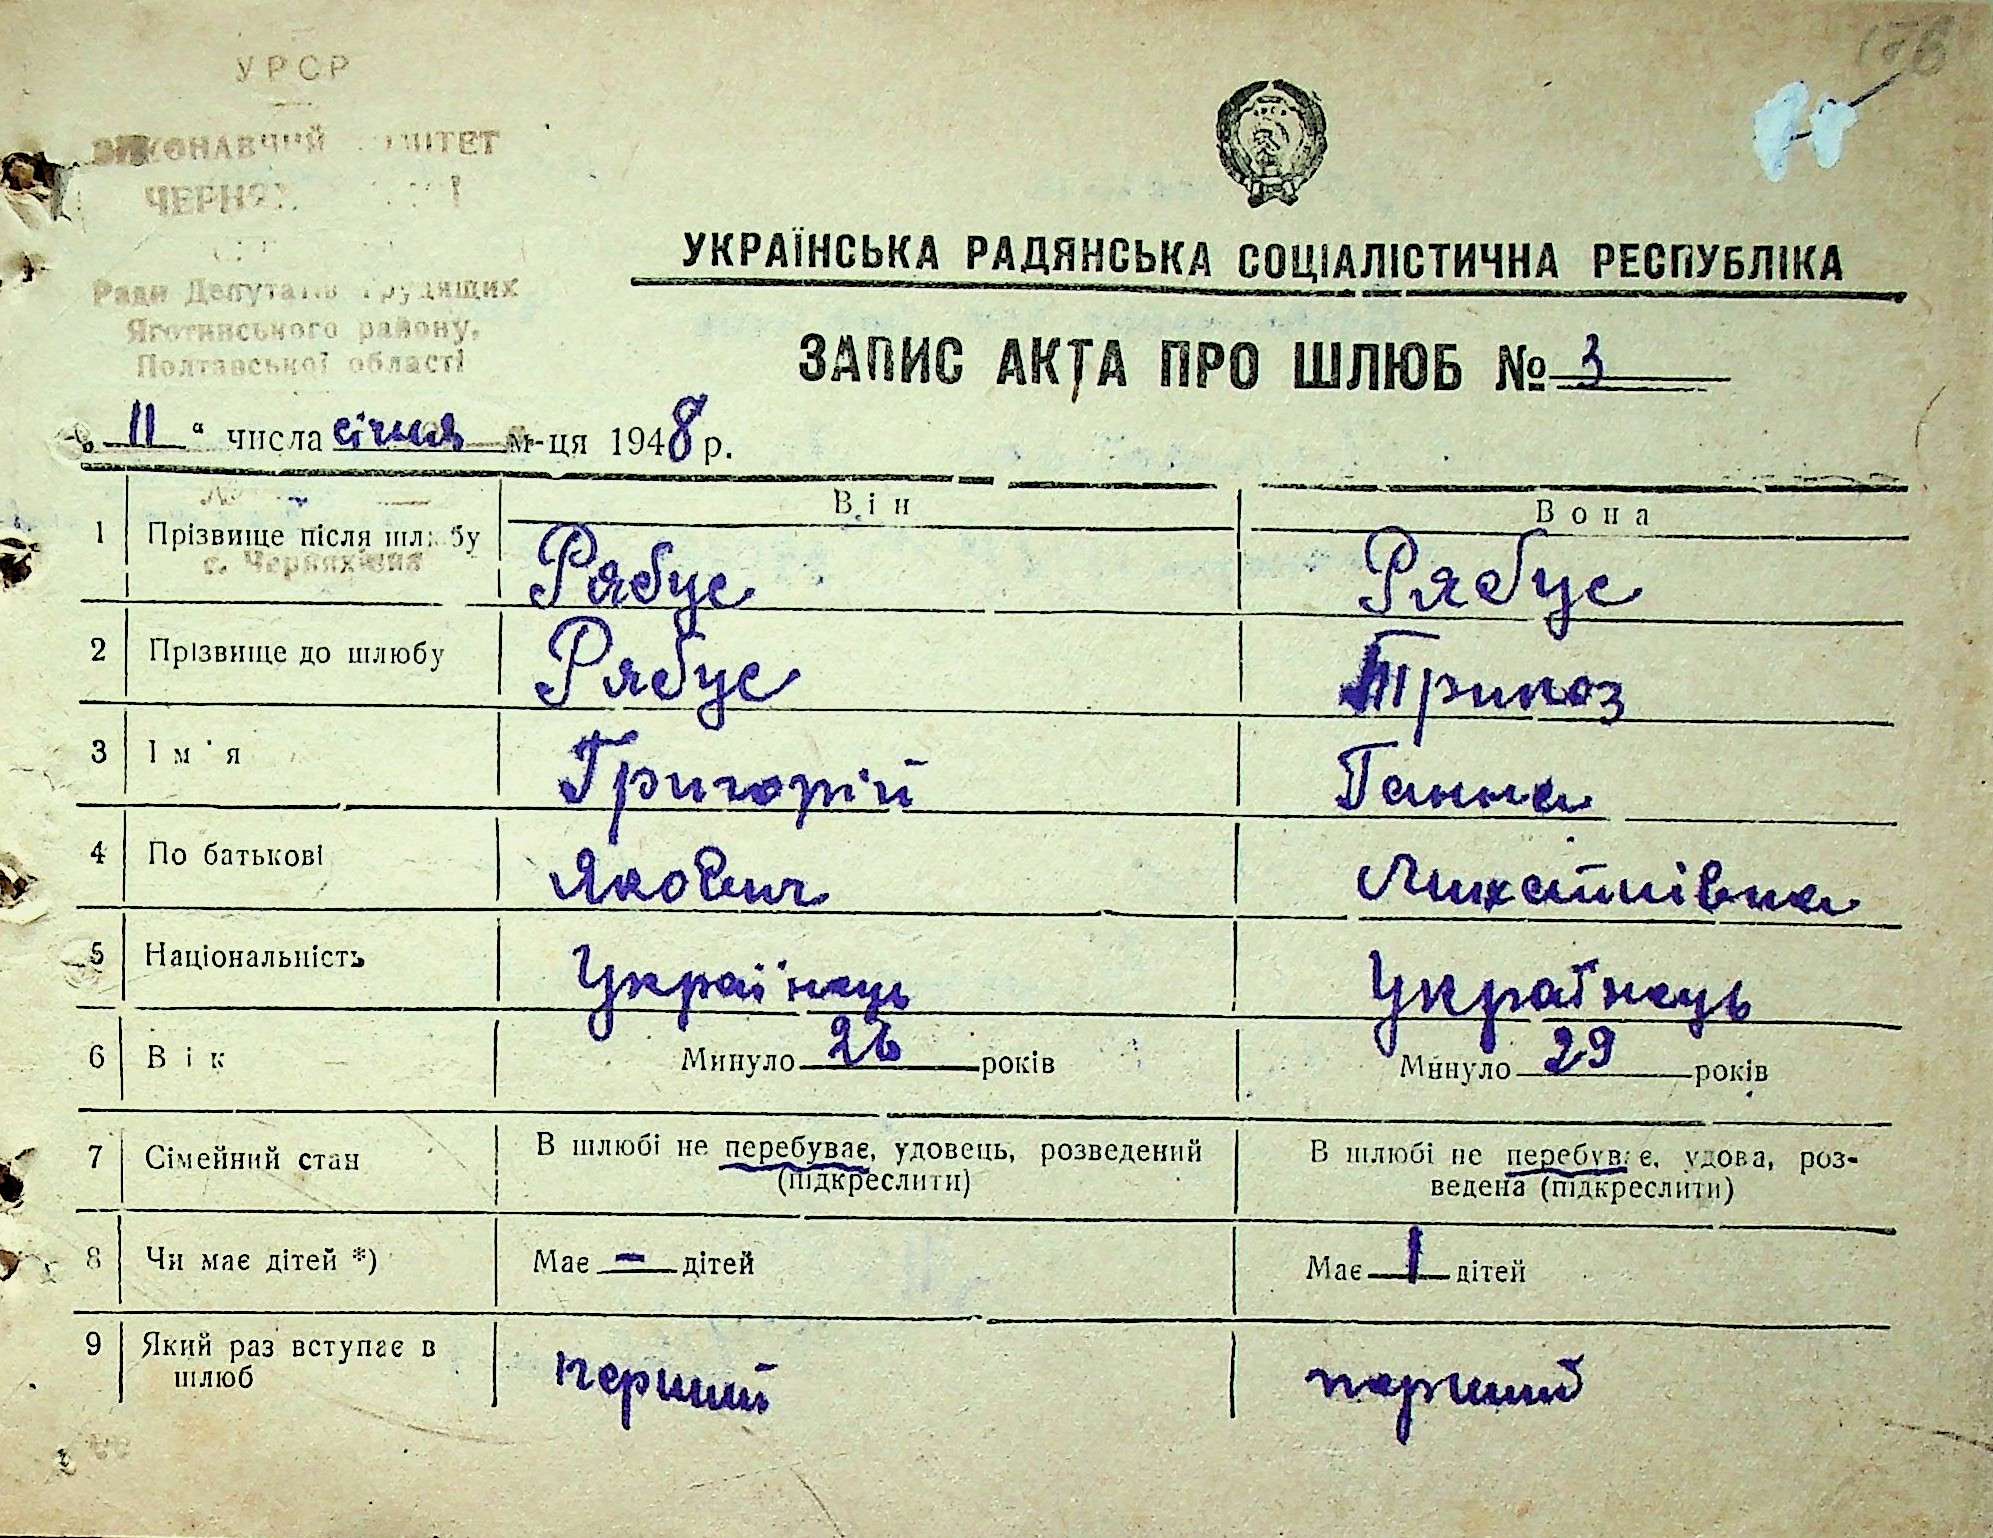 УРСР
ВИКОНАВЧИЙ КОМІТЕТ
Ради Депутатів Трудящих
Яготинського району,
Полтавської області
УКРАЇНСЬКА РАДЯНСЬКА СОЦІАЛІСТИЧНА РЕСПУБЛІКА
ЗАПИС АКТА ПРО ШЛЮБ № 3
„ 11 “ числа січня м-ця 1948 р.
Він Вона
1 Прізвище після шлюбу Рябус Рябус
с. Черняхівка
2 Прізвище до шлюбу Рябус
3 Ім'я Григорій Ганна
4 По батькові Якович Михайлівна
5 Національність Українець Українець
6 Вік Минуло 26 років Минуло 29 років
7 Сімейний стан В шлюбі не перебуває, удовець, розведений (підкреслити) В шлюбі не перебуває, удова, роз-
ведена (підкреслити)
8 Чи має дітей *) Має - дітей Має 1 дітей
9 Який раз вступає в шлюб перший перший